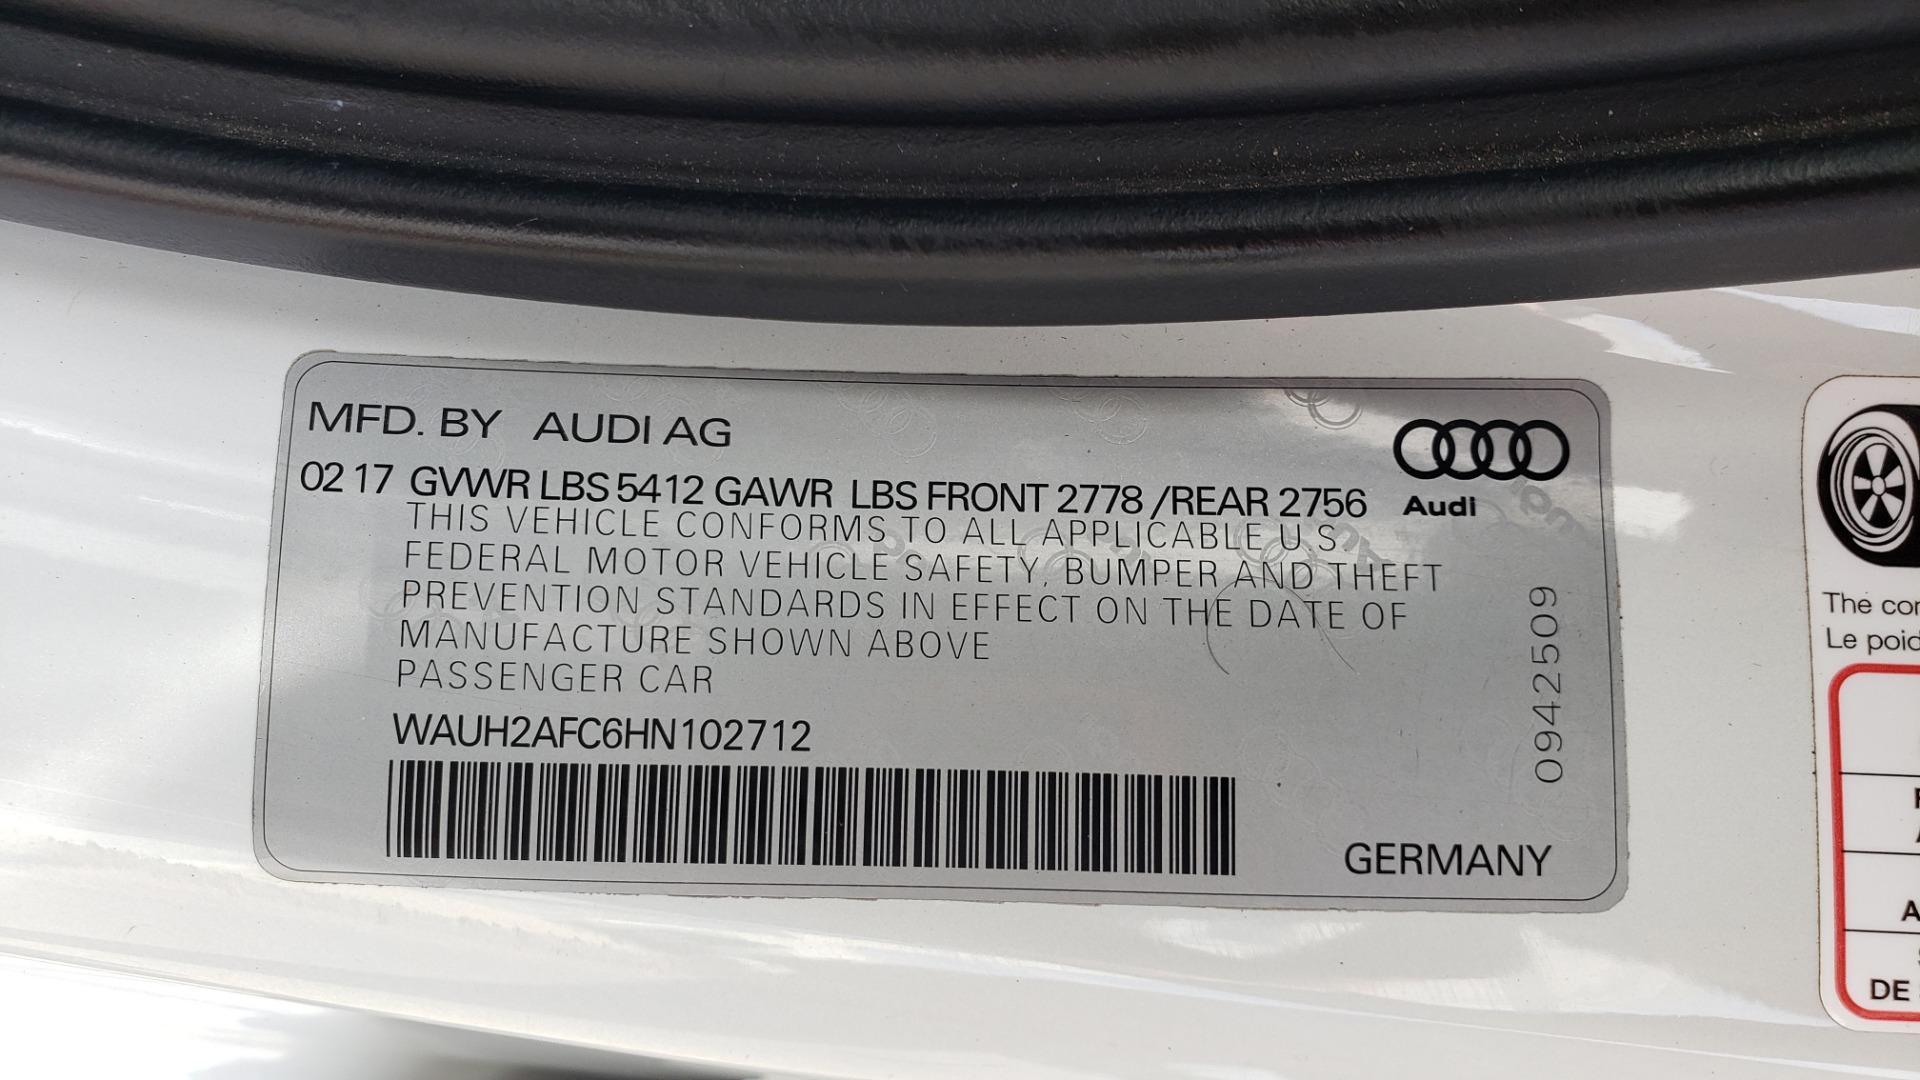 MFD. BY AUDI AG
02 17 GVWR LBS 5412 GAWR LBS FRONT 2778 /REAR 2756
Audi
THIS VEHICLE CONFORMS TO ALL APPLICABLE U.S.
FEDERAL MOTOR VEHICLE SAFETY, BUMPER AND THEFT
PREVENTION STANDARDS IN EFFECT ON THE DATE OF
MANUFACTURE SHOWN ABOVE
PASSENGER CAR
WAUH2AFC6HN102712
GERMANY
09425509
The
Le
DE